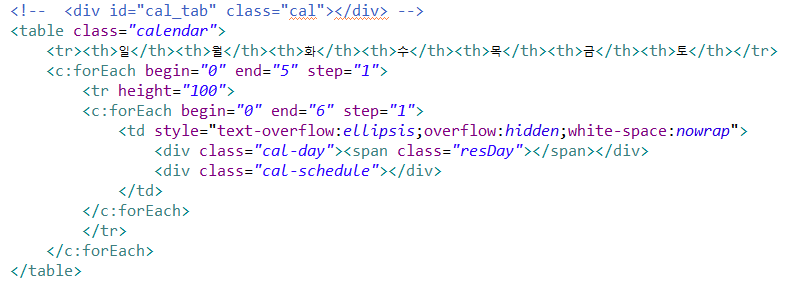 <!--  <div id="cal_tab" class="cal"></div> -->
<table class="calendar">
    <tr><th>일</th><th>월</th><th>화</th><th>수</th><th>목</th><th>금</th><th>토</th></tr>
    <c:forEach begin="0" end="5" step="1">
        <tr height="100">
        <c:forEach begin="0" end="6" step="1">
            <td style="text-overflow:ellipsis;overflow:hidden;white-space:nowrap">
                <div class="cal-day"><span class="resDay"></span></div>
                <div class="cal-schedule"></div>
            </td>
        </c:forEach>
        </tr>
    </c:forEach>
</table>